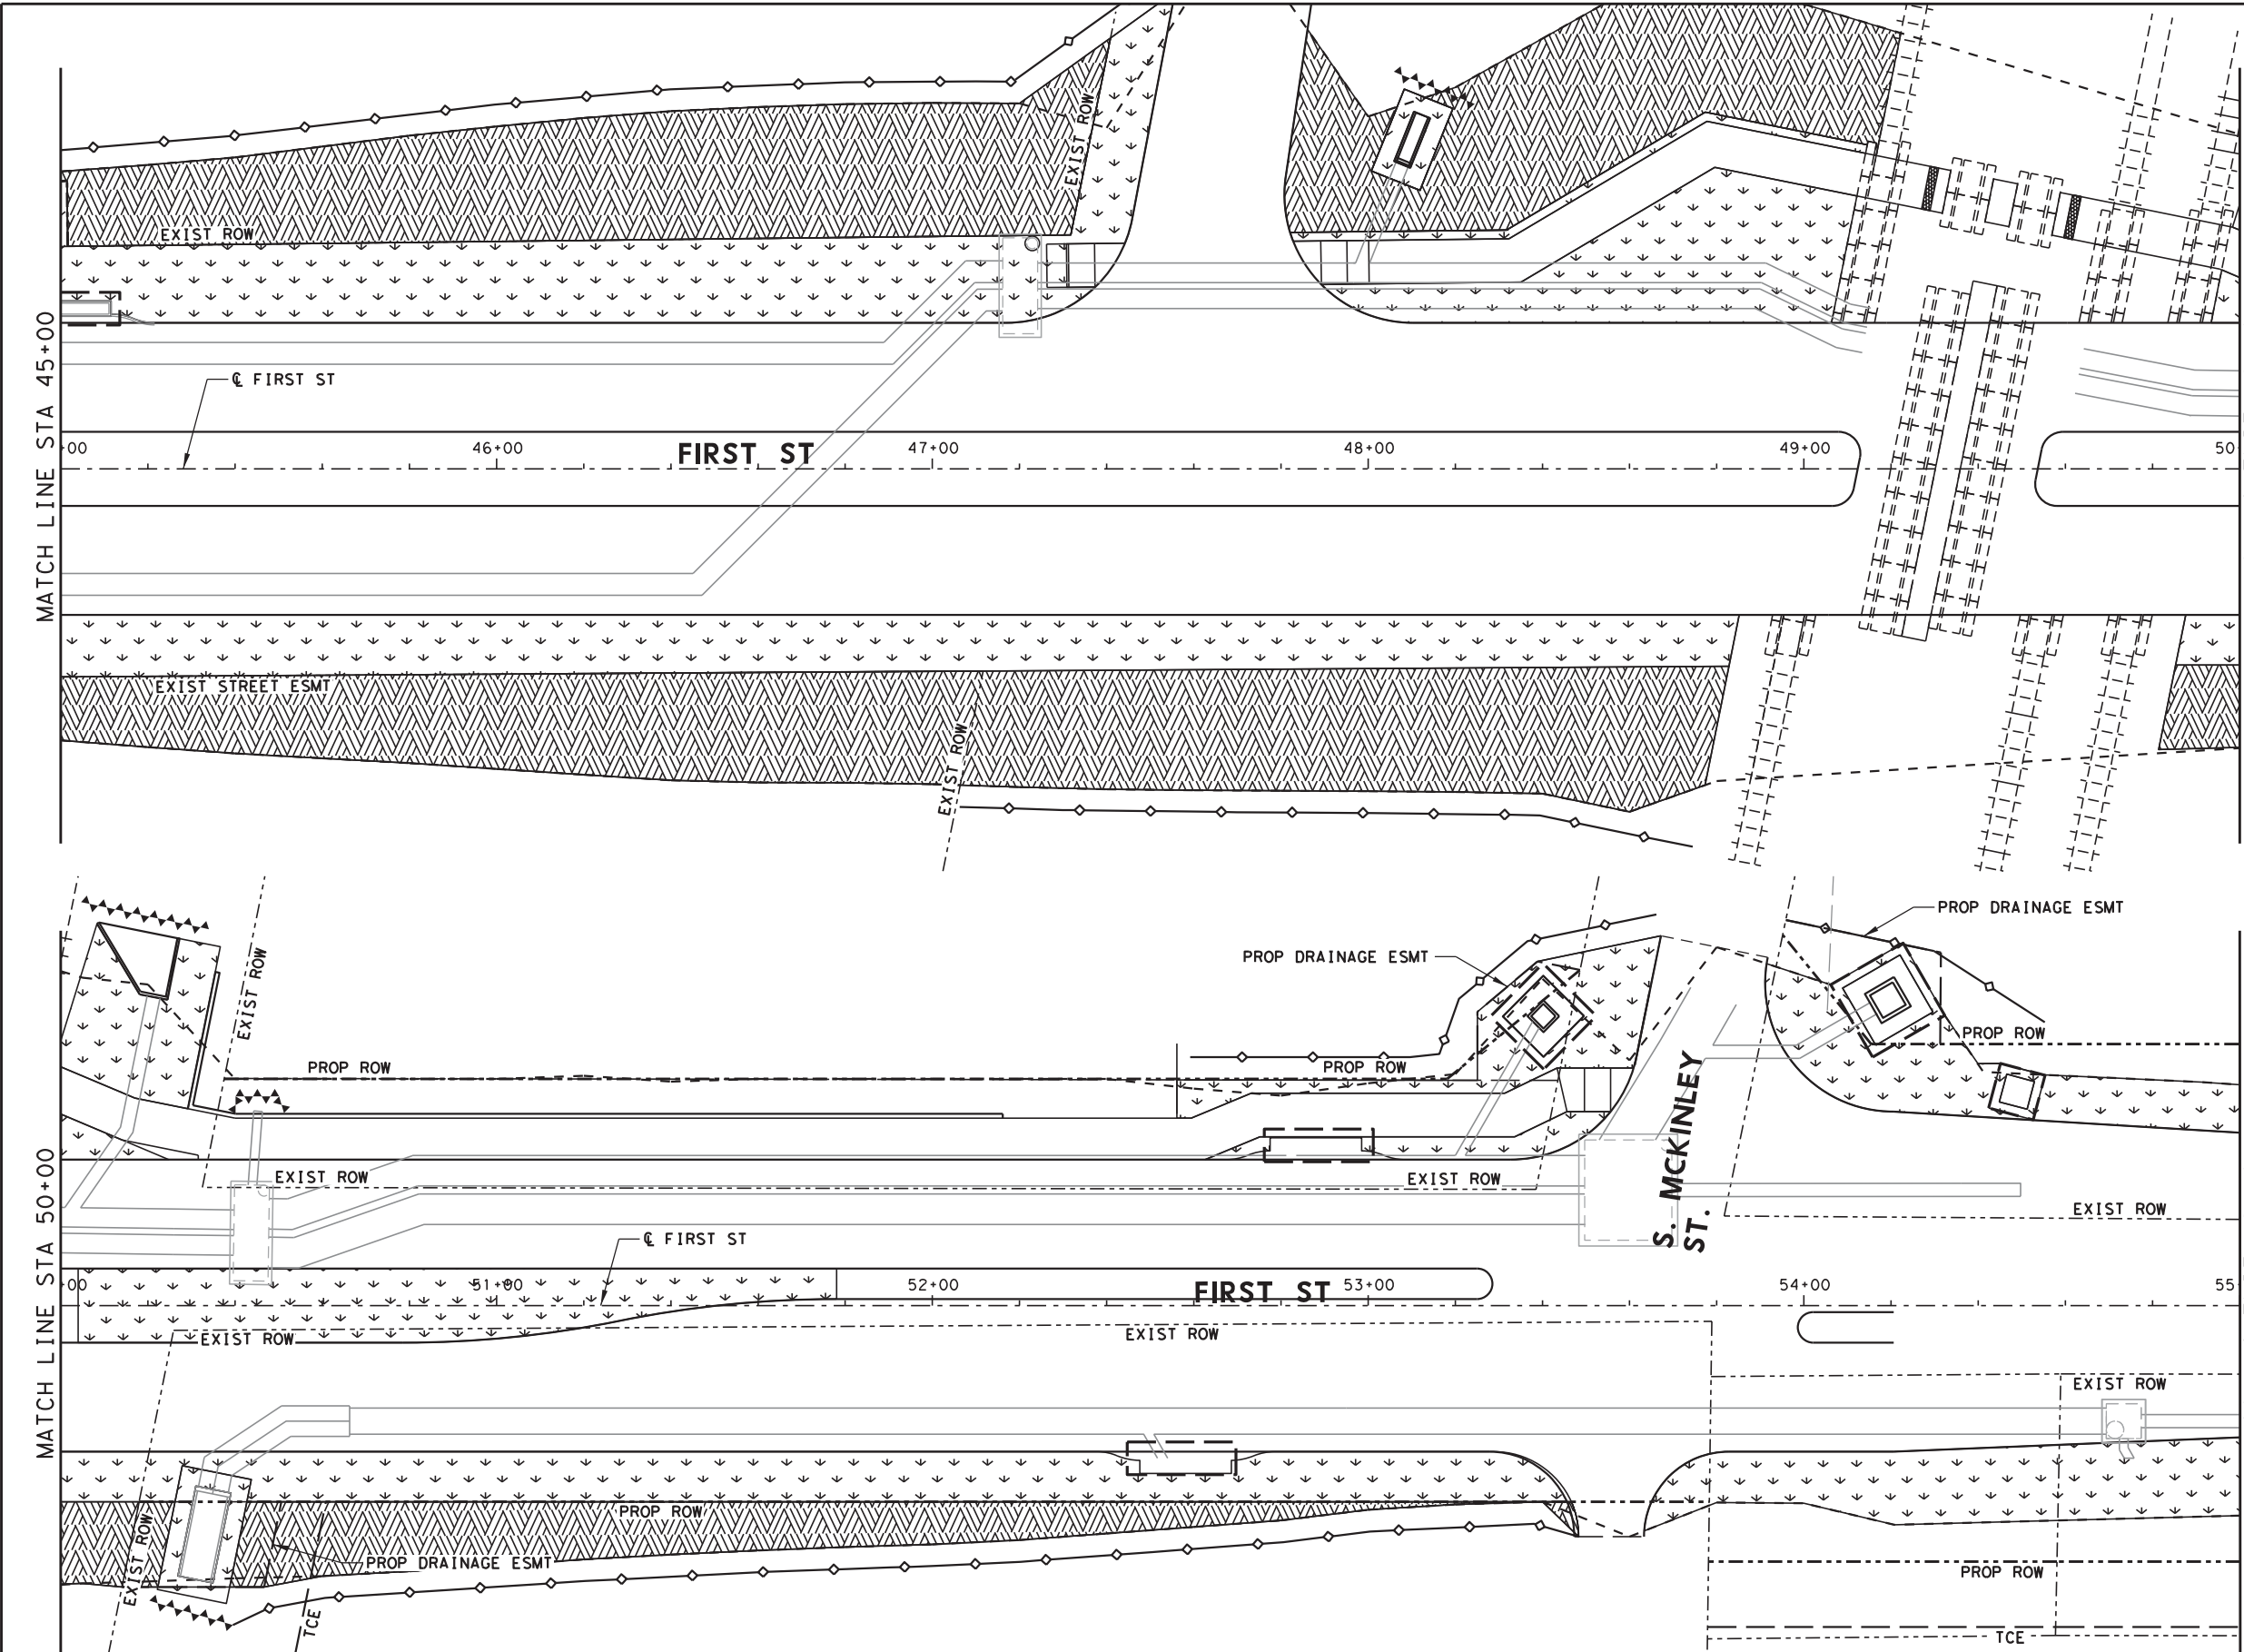 EXIST ROW
EXIST ROW
MATCH LINE STA 45+00
℄ FIRST ST
+00
46+00
FIRST ST
47+00
48+00
49+00
50
EXIST STREET ESMT
EXIST ROW
PROP DRAINAGE ESMT
PROP DRAINAGE ESMT
EXIST ROW
PROP ROW
PROP ROW
PROP ROW
MATCH LINE STA 50+00
EXIST ROW
EXIST ROW
S. MCKINLEY
ST.
EXIST ROW
℄ FIRST ST
+00
51+00
52+00
FIRST ST
53+00
54+00
55
EXIST ROW
EXIST ROW
EXIST ROW
PROP ROW
EXIST ROW
PROP DRAINAGE ESMT
PROP ROW
TCE
TCE